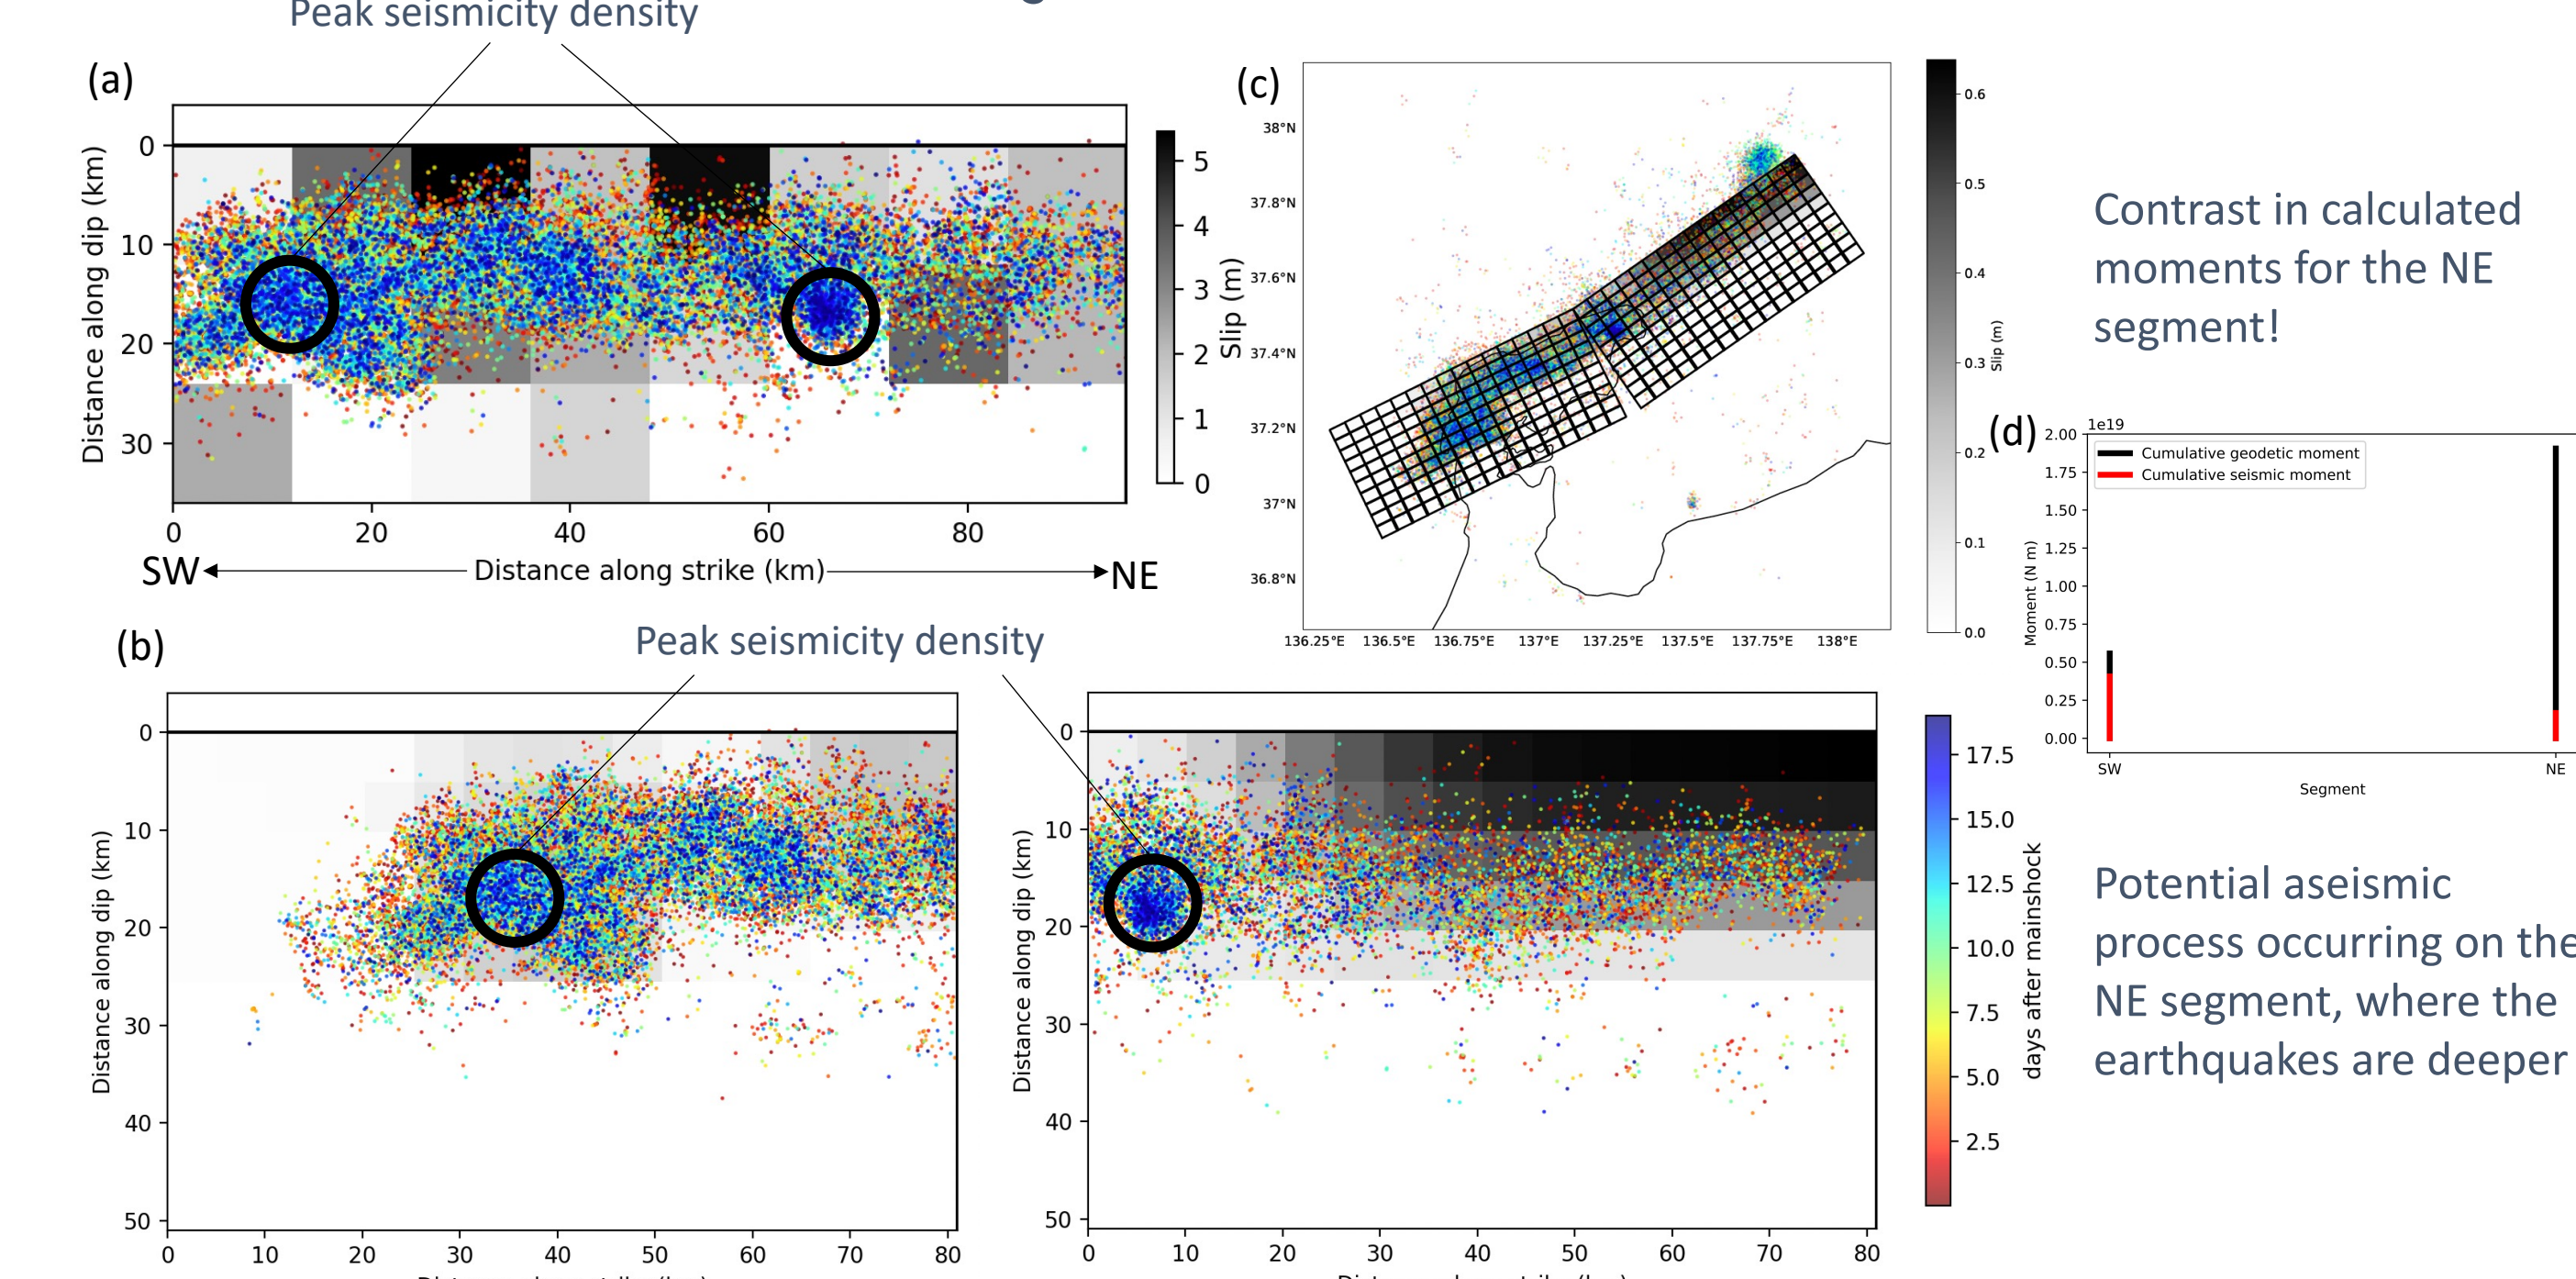 Peak seismicity density
(a)
0
10
20
30
Distance along dip (km)
0
20
40
60
80
SW
Distance along strike (km)
NE
5
4
3
2
1
0
Slip (m)
(c)
38°N
37.8°N
37.6°N
37.4°N
37.2°N
37°N
36.8°N
136.25°E 136.5°E 136.75°E 137°E 137.25°E 137.5°E 137.75°E 138°E
0.6
0.5
0.4
0.3
0.2
0.1
0.0
Slip (m)
Contrast in calculated
moments for the NE
segment!
(d)
1e19
2.00
1.75
1.50
1.25
1.00
0.75
0.50
0.25
0.00
Moment (N m)
Cumulative geodetic moment
Cumulative seismic moment
SW
NE
Segment
(b)
Peak seismicity density
0
10
20
30
40
50
Distance along dip (km)
0 10 20 30 40 50 60 70 80
0
10
20
30
40
50
Distance along dip (km)
0 10 20 30 40 50 60 70 80
17.5
15.0
12.5
10.0
7.5
5.0
2.5
days after mainshock
Potential aseismic
process occurring on the
NE segment, where the
earthquakes are deeper